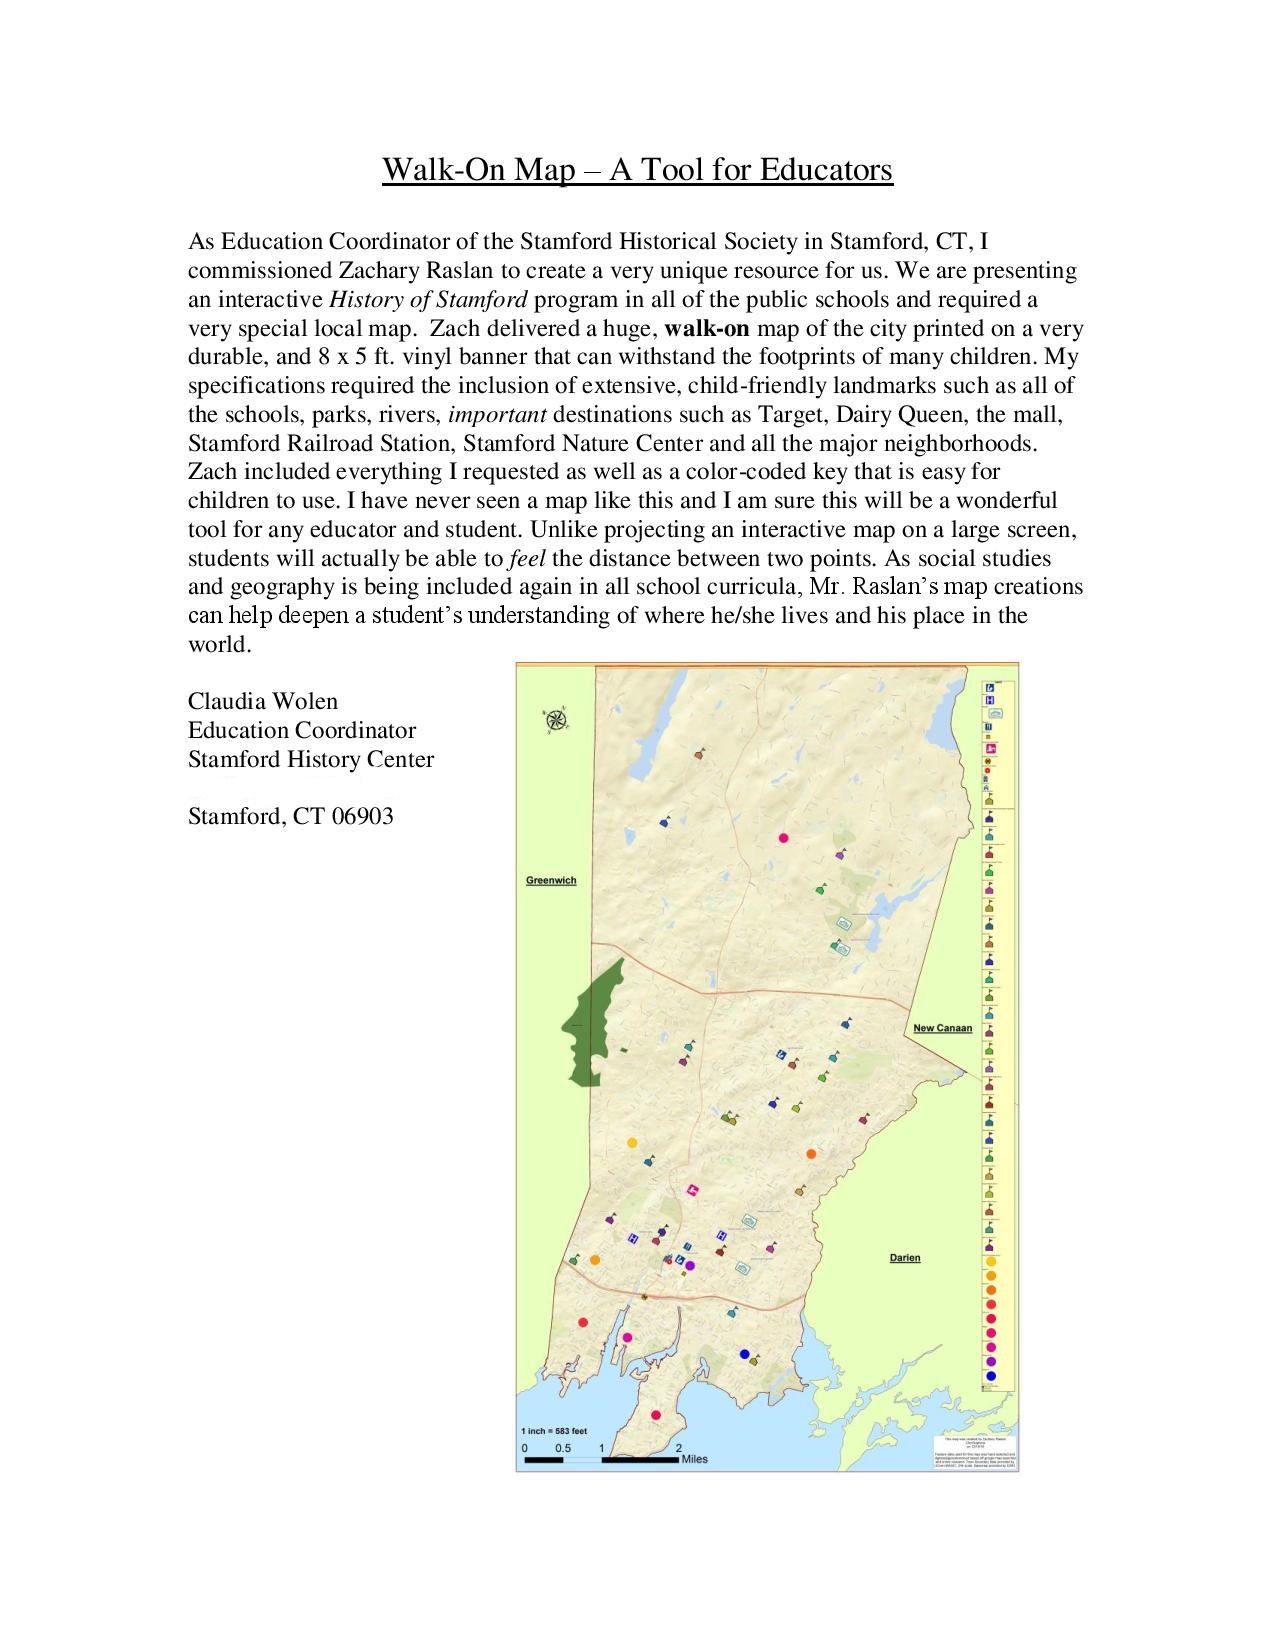 Walk-On Map – A Tool for Educators
As Education Coordinator of the Stamford Historical Society in Stamford, CT, I
commissioned Zachary Raslan to create a very unique resource for us. We are presenting
an interactive History of Stamford program in all of the public schools and required a
very special local map.  Zach delivered a huge, walk-on map of the city printed on a very
durable, and 8 x 5 ft. vinyl banner that can withstand the footprints of many children. My
specifications required the inclusion of extensive, child-friendly landmarks such as all of
the schools, parks, rivers, important destinations such as Target, Dairy Queen, the mall,
Stamford Railroad Station, Stamford Nature Center and all the major neighborhoods.
Zach included everything I requested as well as a color-coded key that is easy for
children to use. I have never seen a map like this and I am sure this will be a wonderful
tool for any educator and student. Unlike projecting an interactive map on a large screen,
students will actually be able to feel the distance between two points. As social studies
and geography is being included again in all school curricula, Mr. Raslan’s map creations
can help deepen a student’s understanding of where he/she lives and his place in the
world.
Claudia Wolen
Education Coordinator
Stamford History Center
Stamford, CT 06903
Greenwich
New Canaan
Darien
1 inch = 583 feet
0 0.5 1 2
Miles